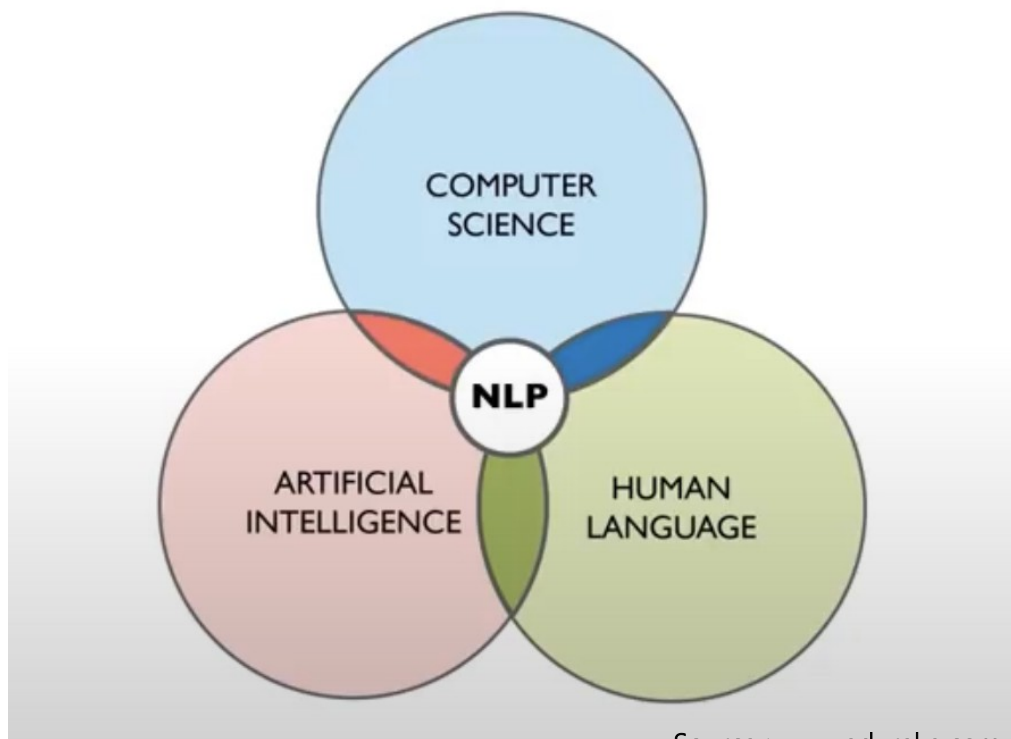 COMPUTER
SCIENCE
NLP
ARTIFICIAL
INTELLIGENCE
HUMAN
LANGUAGE